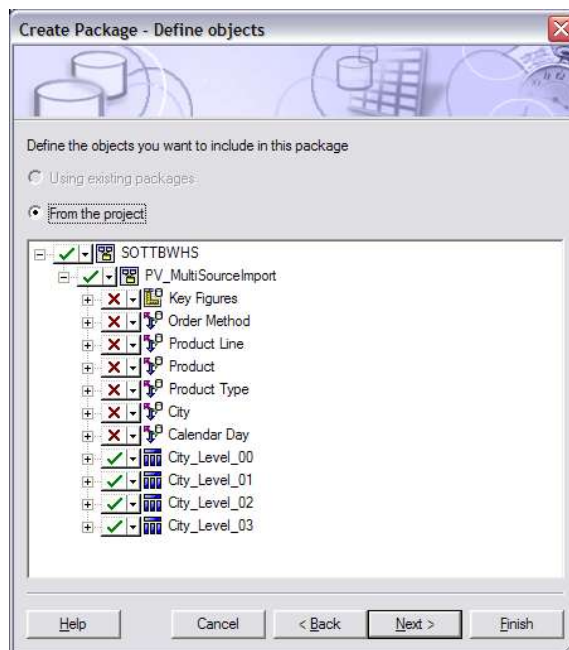 Create Package - Define objects
Define the objects you want to include in this package
Using existing packages
From the project
SOTTBWHS
PV_MultiSourceImport
Key Figures
Order Method
Product Line
Product
Product Type
City
Calendar Day
City_Level_00
City_Level_01
City_Level_02
City_Level_03
Help Cancel < Back Next > Finish